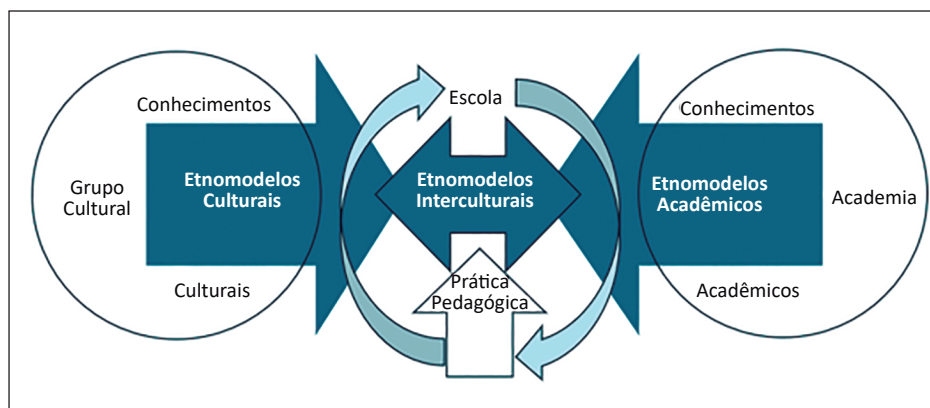 Conhecimentos
Grupo
Cultural
Etnomodelos
Culturais
Culturais
Escola
Etnomodelos
Interculturais
Prática
Pedagógica
Conhecimentos
Etnomodelos
Acadêmicos
Academia
Acadêmicos